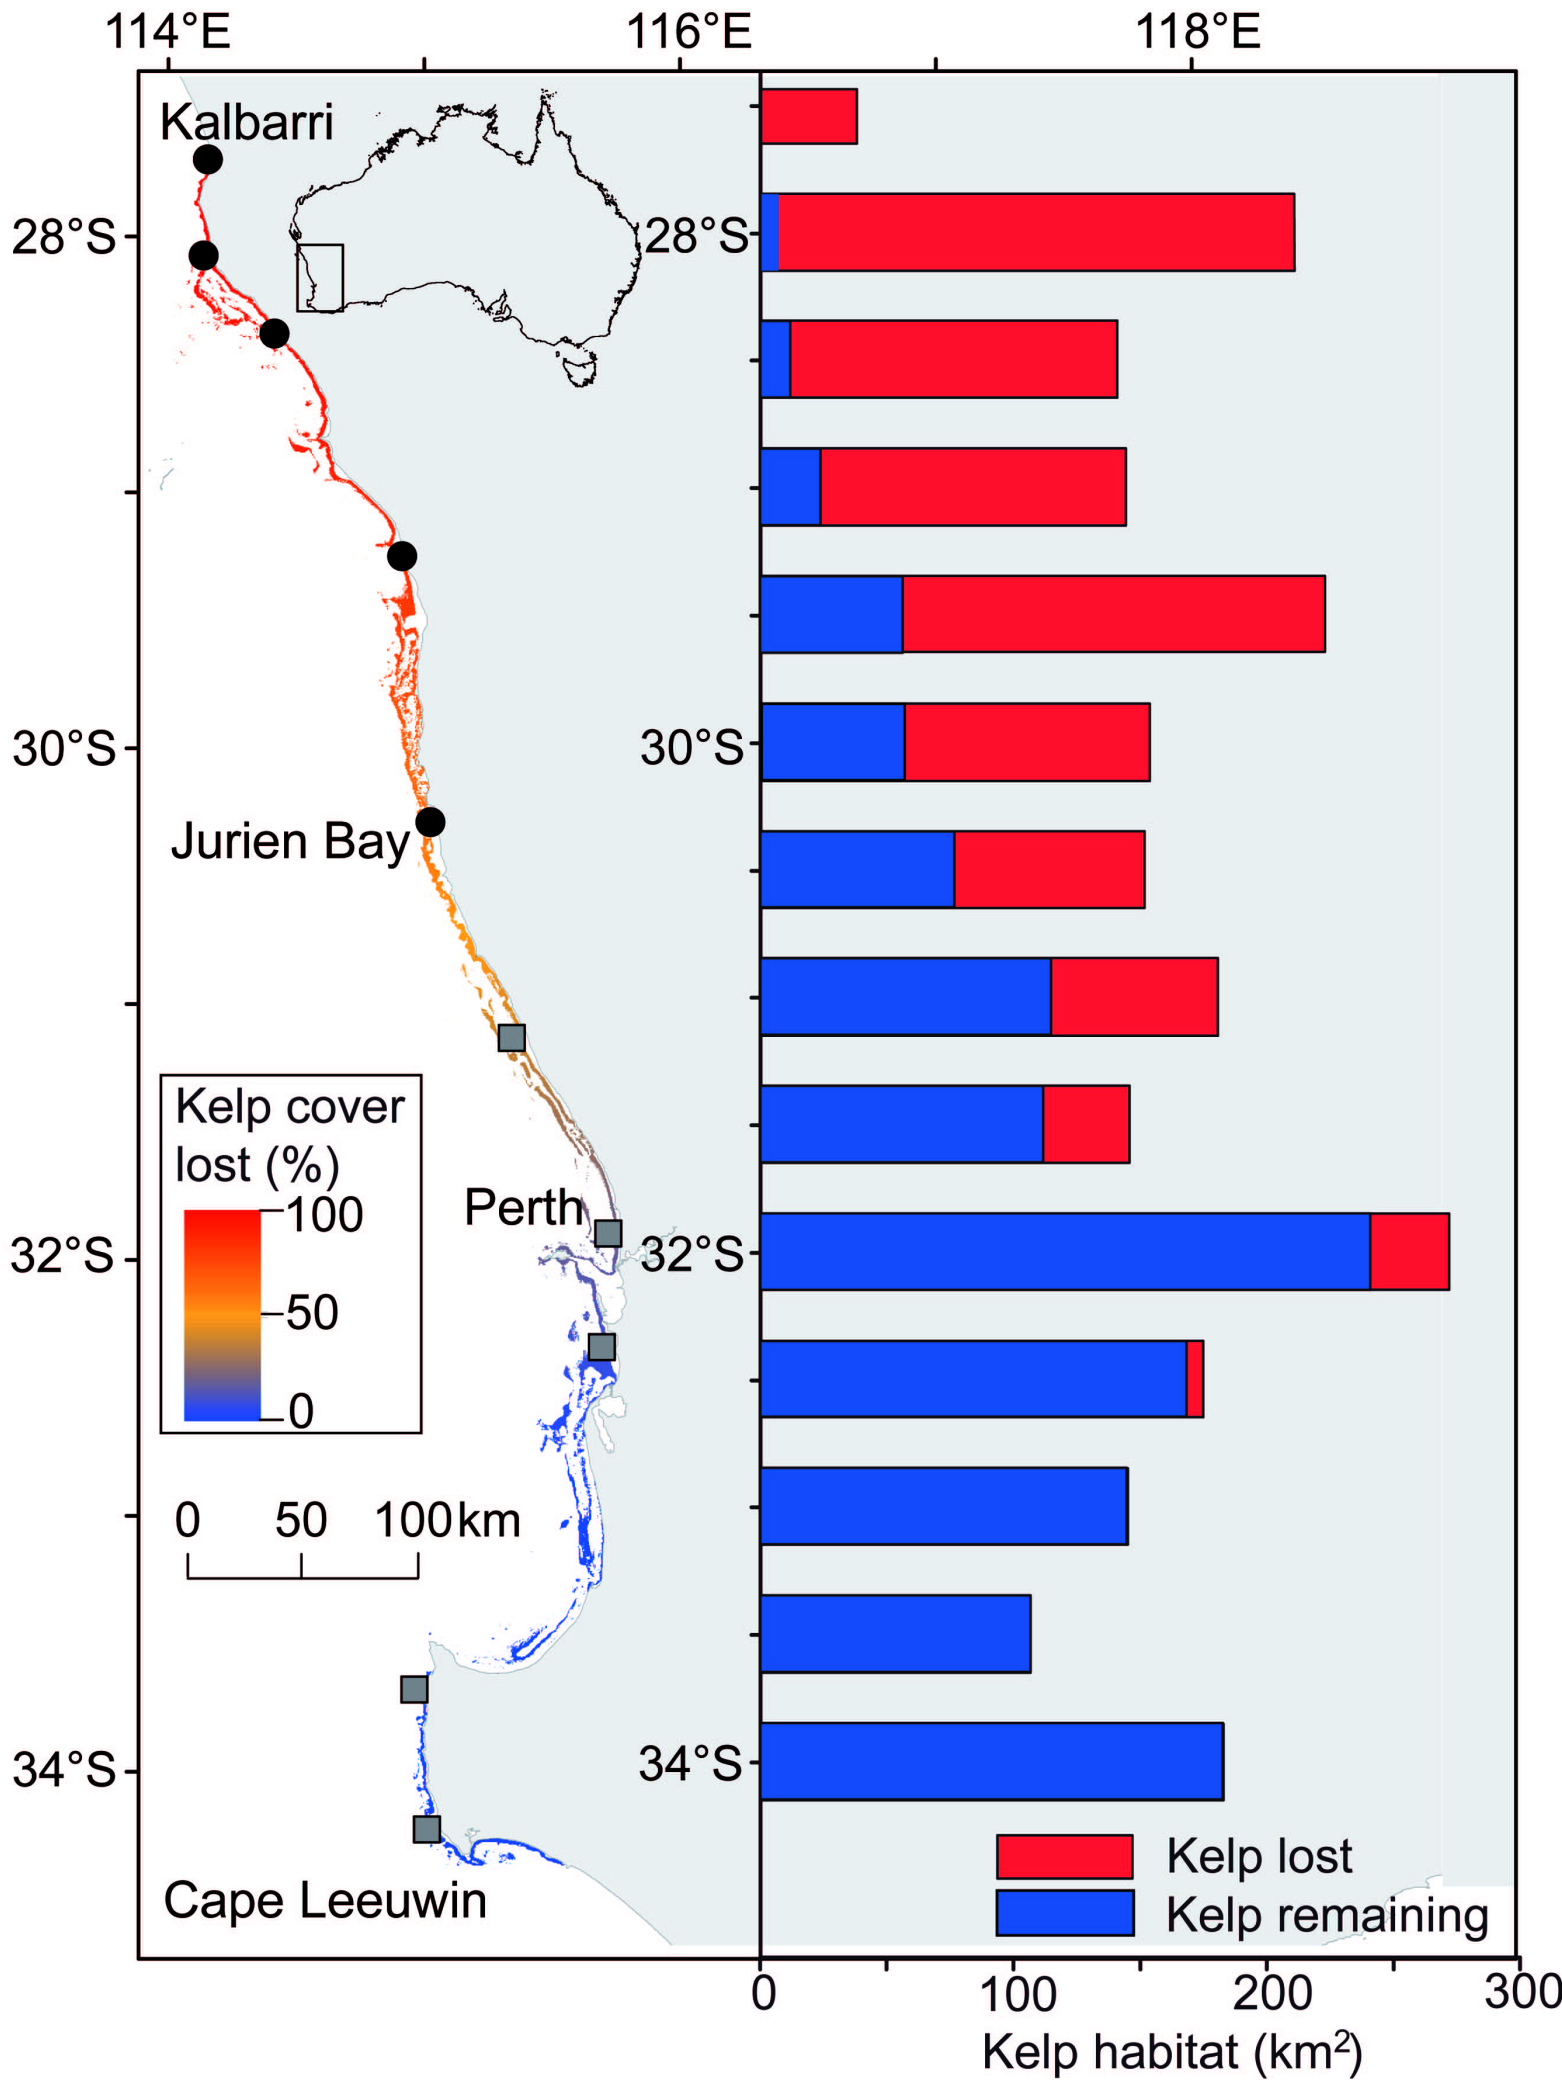 114°E 116°E 118°E
Kalbarri
28°S 28°S
30°S 30°S
Jurien Bay
Kelp cover
lost (%)
100
50
0
Perth
32°S 32°S
0 50 100 km
34°S 34°S
Kelp lost
Kelp remaining
Cape Leeuwin
0 100 200 300
Kelp habitat (km²)